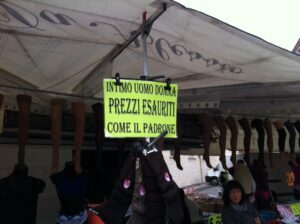 INTIMO UOMO DONNA
PREZZI ESAURITI
COME IL PADRONE